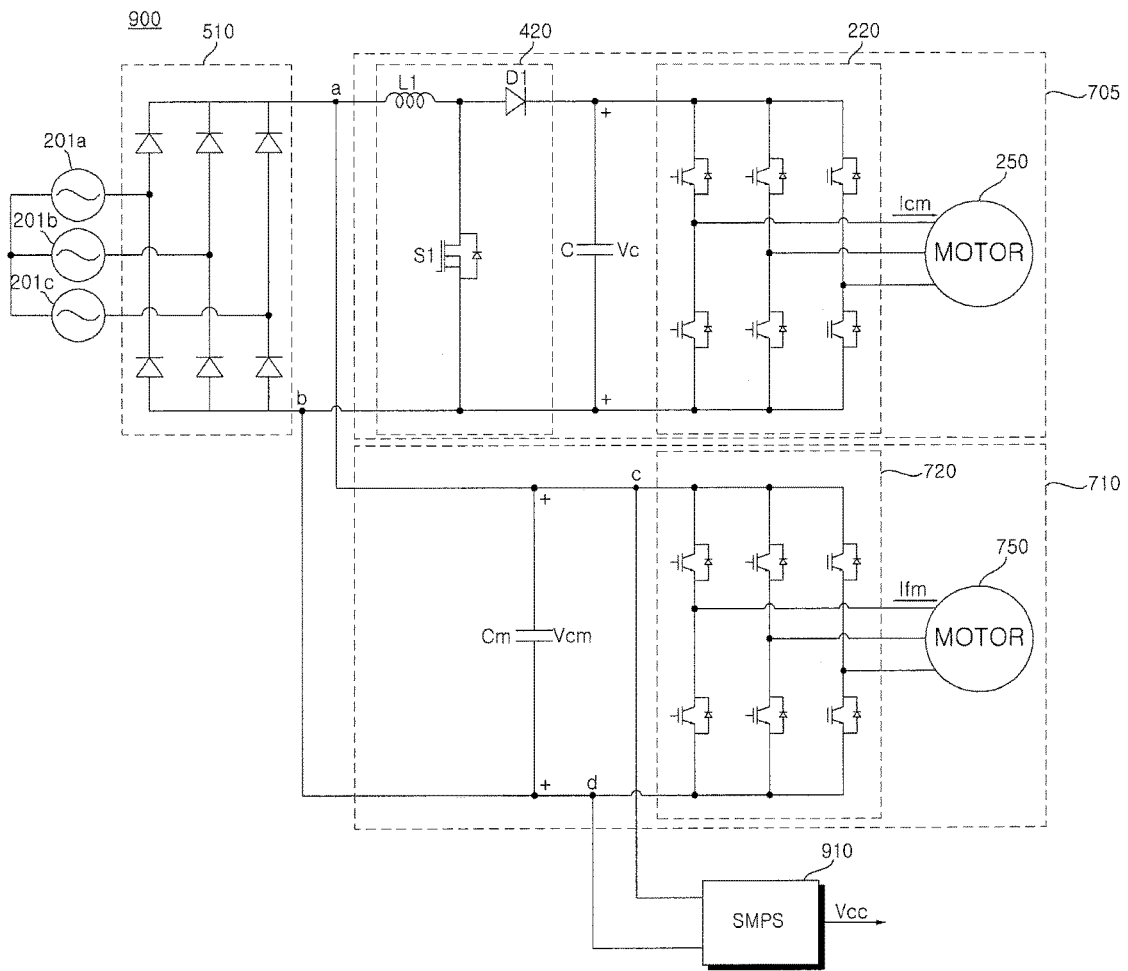 900
510
420
220
705
a
L1
D1
+
201a
201b
201c
S1
C
Vc
Icm
250
MOTOR
b
+
720
710
+
c
Cm
Vcm
Ifm
750
MOTOR
+
d
910
SMPS
Vcc